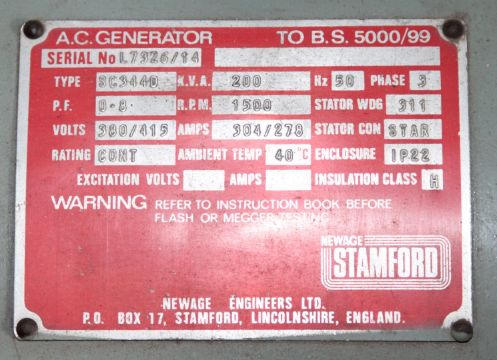 A.C. GENERATOR TO B.S. 5000/99
SERIAL No L7326/14
TYPE SC344D K.V.A. 200 Hz 50 PHASE 3
P.F. 0·8 R.P.M. 1500 STATOR WDG 311
VOLTS 380/415 AMPS 304/278 STATOR CON STAR
RATING CONT AMBIENT TEMP 40°C ENCLOSURE IP22
EXCITATION VOLTS AMPS INSULATION CLASS H
WARNING REFER TO INSTRUCTION BOOK BEFORE
FLASH OR MEGGER TESTING
NEWAGE
STAMFORD
NEWAGE ENGINEERS LTD.
P.O. BOX 17, STAMFORD, LINCOLNSHIRE, ENGLAND.